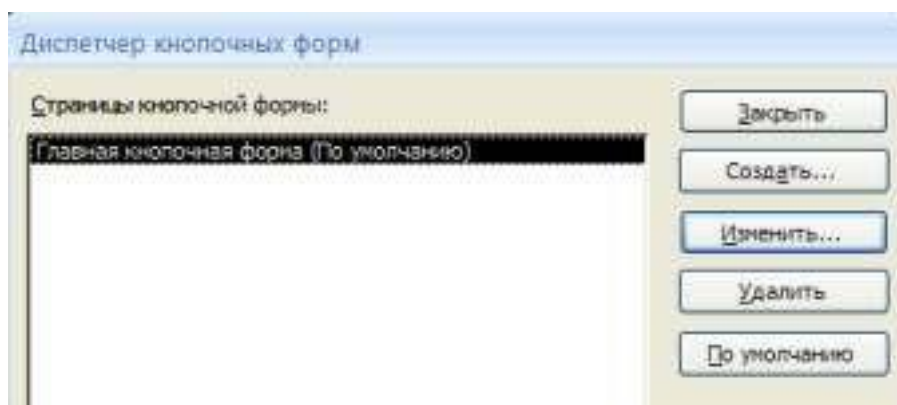 Диспетчер кнопочных форм
Страницы кнопочной формы:
Главная кнопочная форма (По умолчанию)
Закрыть
Создать...
Изменить...
Удалить
По умолчанию